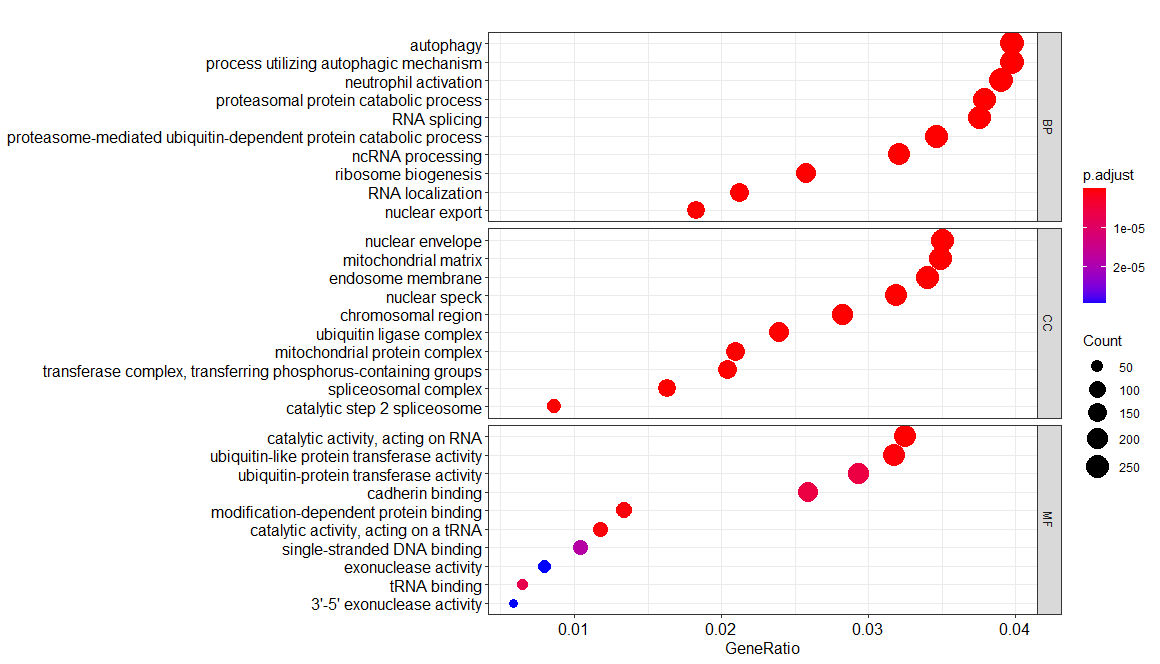 autophagy
process utilizing autophagic mechanism
neutrophil activation
proteasomal protein catabolic process
RNA splicing
proteasome-mediated ubiquitin-dependent protein catabolic process
ncRNA processing
ribosome biogenesis
RNA localization
nuclear export
BP
nuclear envelope
mitochondrial matrix
endosome membrane
nuclear speck
chromosomal region
ubiquitin ligase complex
mitochondrial protein complex
transferase complex, transferring phosphorus-containing groups
spliceosomal complex
catalytic step 2 spliceosome
CC
catalytic activity, acting on RNA
ubiquitin-like protein transferase activity
ubiquitin-protein transferase activity
cadherin binding
modification-dependent protein binding
catalytic activity, acting on a tRNA
single-stranded DNA binding
exonuclease activity
tRNA binding
3'-5' exonuclease activity
MF
0.01 0.02 0.03 0.04
GeneRatio
p.adjust
1e-05
2e-05
Count
50
100
150
200
250